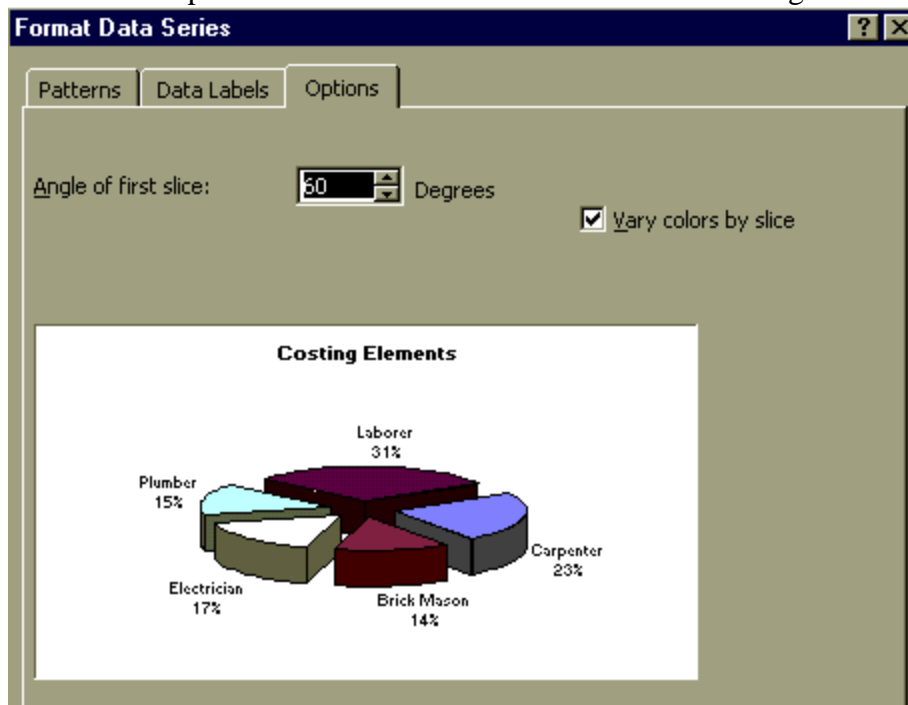 Format Data Series
Patterns
Data Labels
Options
Angle of first slice:
60
Degrees
Vary colors by slice
Costing Elements
Laborer
31%
Plumber
15%
Carpenter
23%
Electrician
17%
Brick Mason
14%